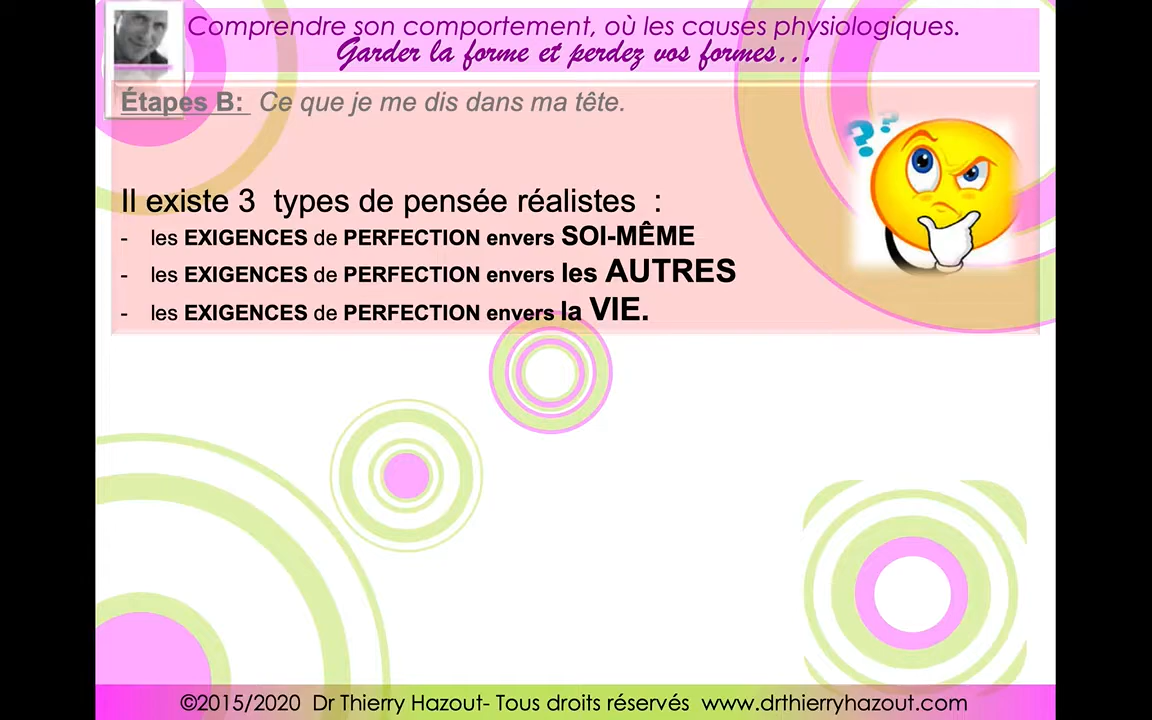 Comprendre son comportement, où les causes physiologiques.
Garder la forme et perdez vos formes...
Étapes B: Ce que je me dis dans ma tête.
??
Il existe 3 types de pensée réalistes :
- les EXIGENCES de PERFECTION envers SOI-MÊME
- les EXIGENCES de PERFECTION envers les AUTRES
- les EXIGENCES de PERFECTION envers la VIE.
©2015/2020 Dr Thierry Hazout- Tous droits réservés www.drthierryhazout.com